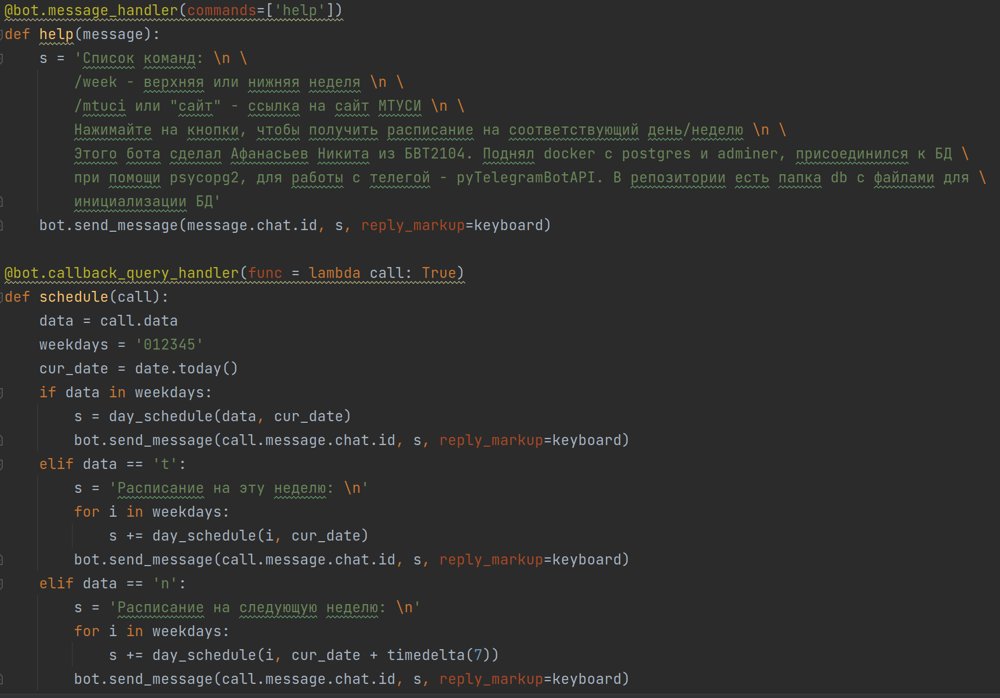 @bot.message_handler(commands=['help'])
def help(message):
    s = 'Список команд: \n \
        /week - верхняя или нижняя неделя \n \
        /mtuci или "сайт" - ссылка на сайт МТУСИ \n \
        Нажимайте на кнопки, чтобы получить расписание на соответствующий день/неделю \n \
        Этого бота сделал Афанасьев Никита из БВТ2104. Поднял docker с postgres и adminer, присоединился к БД \
        при помощи psycopg2, для работы с телегой - pyTelegramBotAPI. В репозитории есть папка db с файлами для \
        инициализации БД'
    bot.send_message(message.chat.id, s, reply_markup=keyboard)
@bot.callback_query_handler(func = lambda call: True)
def schedule(call):
    data = call.data
    weekdays = '012345'
    cur_date = date.today()
    if data in weekdays:
        s = day_schedule(data, cur_date)
        bot.send_message(call.message.chat.id, s, reply_markup=keyboard)
    elif data == 't':
        s = 'Расписание на эту неделю: \n'
        for i in weekdays:
            s += day_schedule(i, cur_date)
        bot.send_message(call.message.chat.id, s, reply_markup=keyboard)
    elif data == 'n':
        s = 'Расписание на следующую неделю: \n'
        for i in weekdays:
            s += day_schedule(i, cur_date + timedelta(7))
        bot.send_message(call.message.chat.id, s, reply_markup=keyboard)